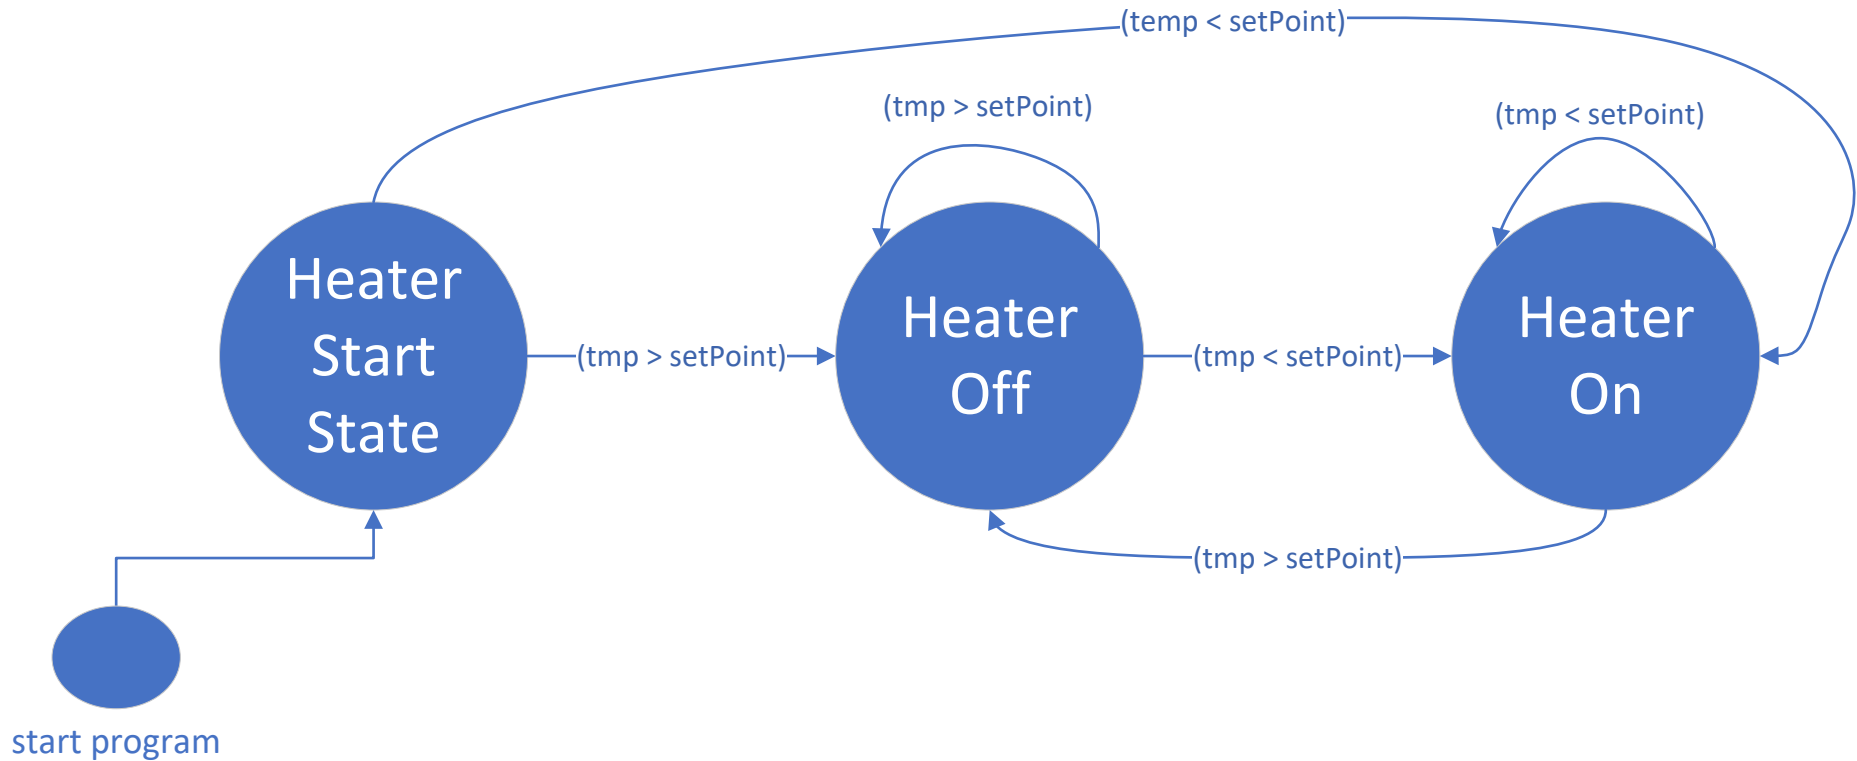 (temp < setPoint)
(tmp > setPoint)
(tmp < setPoint)
Heater
Start
State
(tmp > setPoint)
Heater
Off
(tmp < setPoint)
Heater
On
(tmp > setPoint)
start program